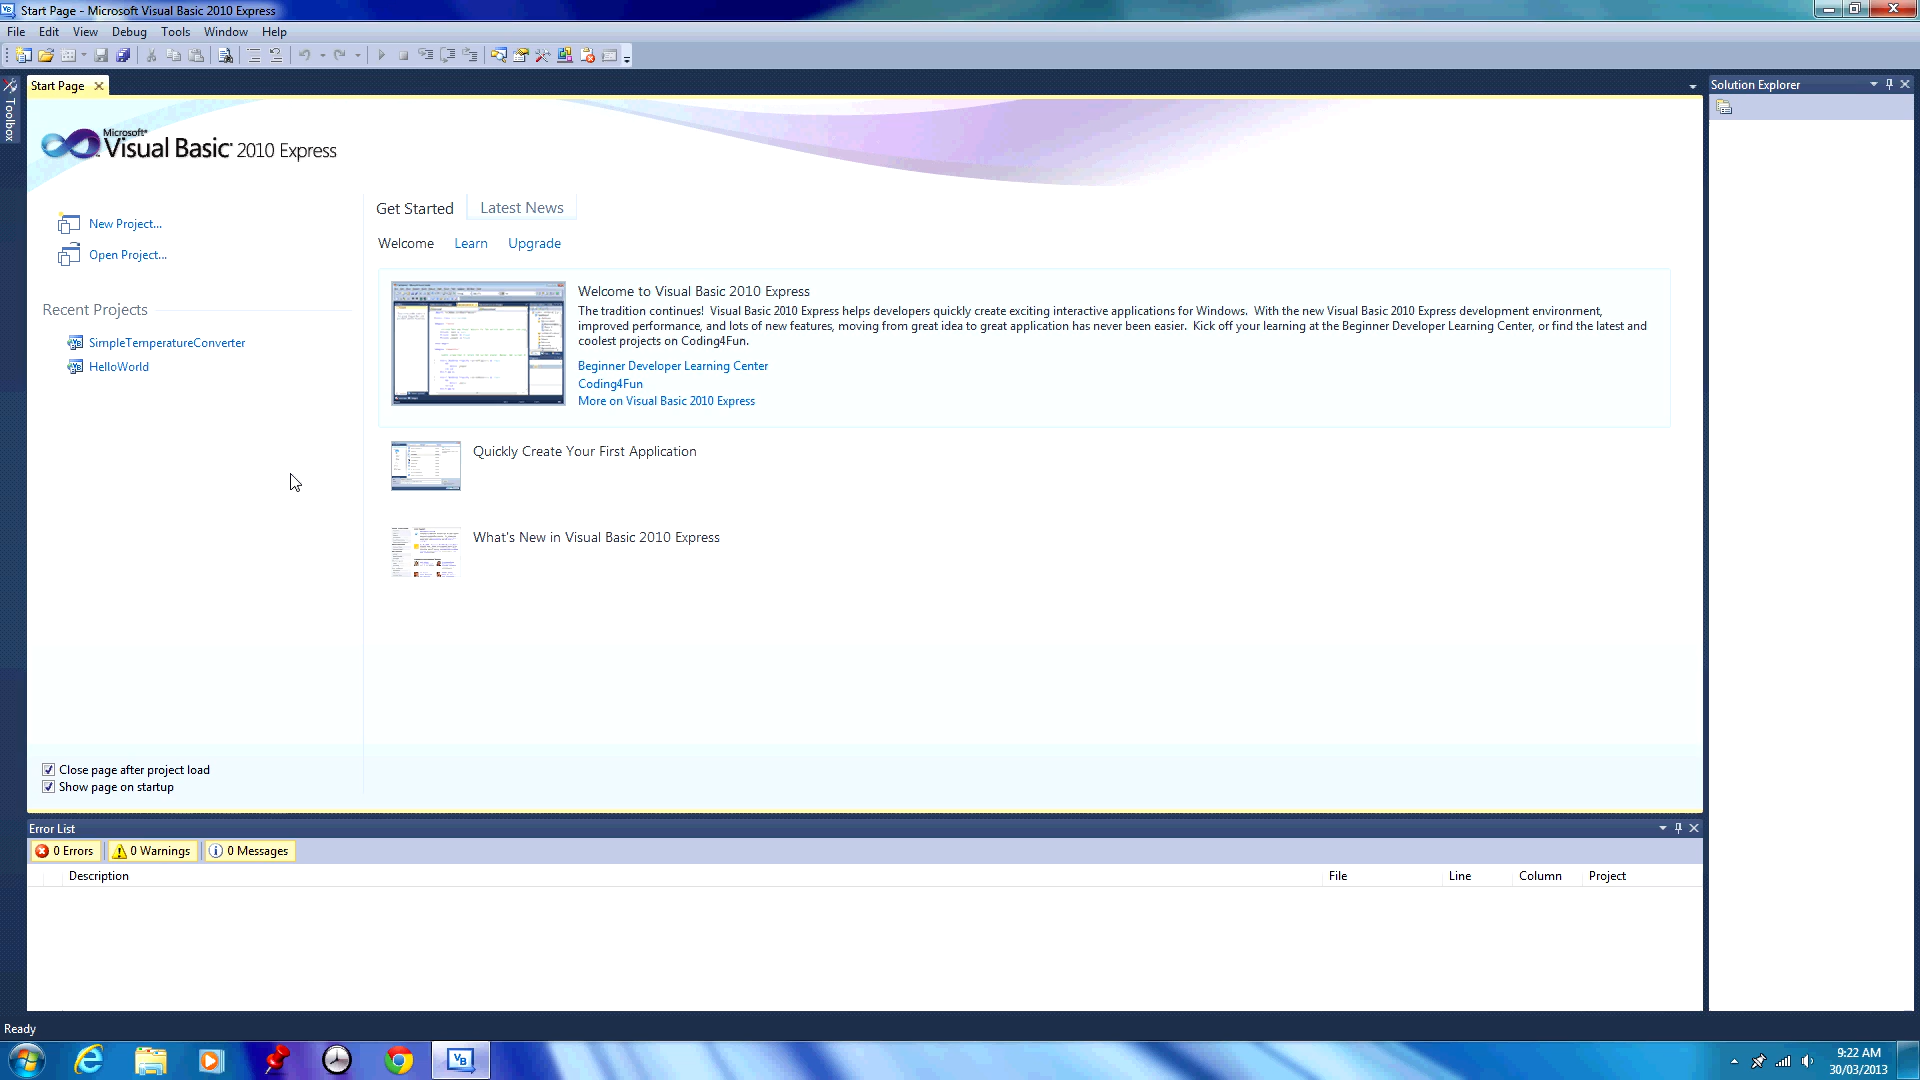 Start Page - Microsoft Visual Basic 2010 Express
File Edit View Debug Tools Window Help
Toolbox
Start Page
Solution Explorer
Microsoft®
Visual Basic® 2010 Express
New Project...
Open Project...
Recent Projects
SimpleTemperatureConverter
HelloWorld
Get Started Latest News
Welcome Learn Upgrade
Welcome to Visual Basic 2010 Express
The tradition continues!  Visual Basic 2010 Express helps developers quickly create exciting interactive applications for Windows.  With the new Visual Basic 2010 Express development environment,
improved performance, and lots of new features, moving from great idea to great application has never been easier.  Kick off your learning at the Beginner Developer Learning Center, or find the latest and
coolest projects on Coding4Fun.
Beginner Developer Learning Center
Coding4Fun
More on Visual Basic 2010 Express
Quickly Create Your First Application
What's New in Visual Basic 2010 Express
Close page after project load
Show page on startup
Error List
0 Errors 0 Warnings 0 Messages
Description File Line Column Project
Ready
VB
9:22 AM
30/03/2013